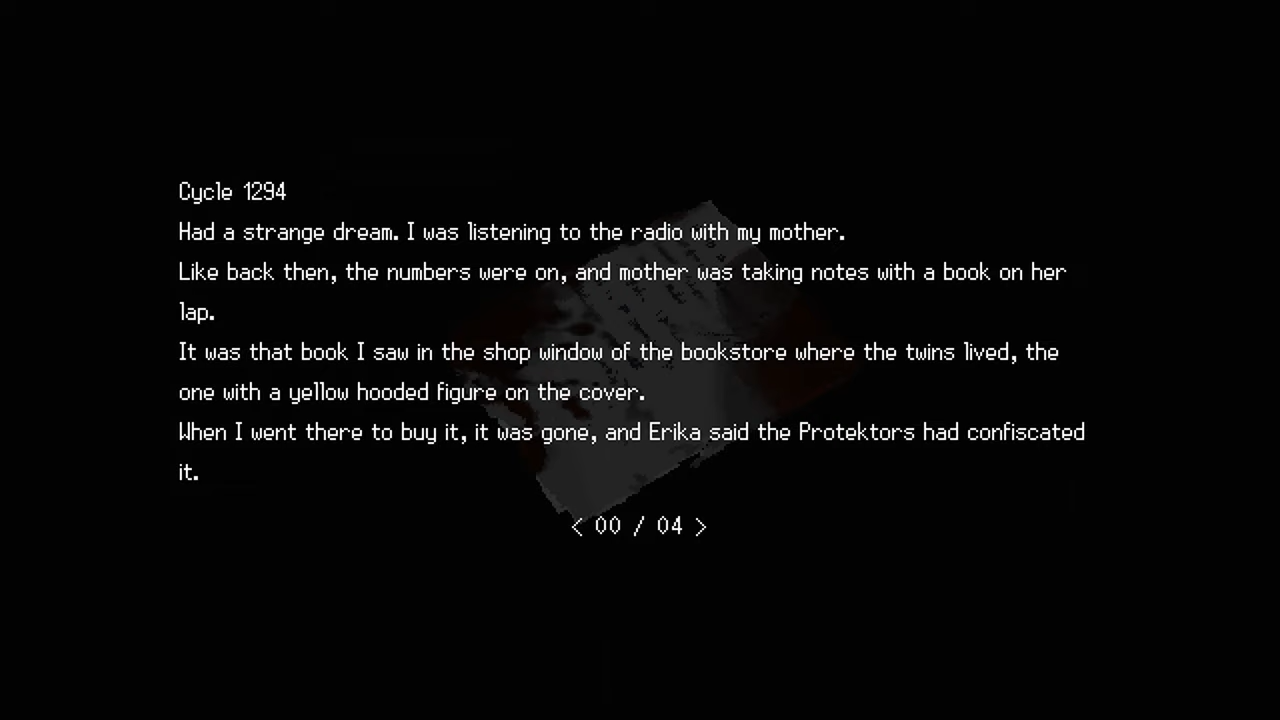 Cycle 1294
Had a strange dream. I was listening to the radio with my mother.
Like back then, the numbers were on, and mother was taking notes with a book on her
lap.
It was that book I saw in the shop window of the bookstore where the twins lived, the
one with a yellow hooded figure on the cover.
When I went there to buy it, it was gone, and Erika said the Protektors had confiscated
it.
< 00 / 04 >